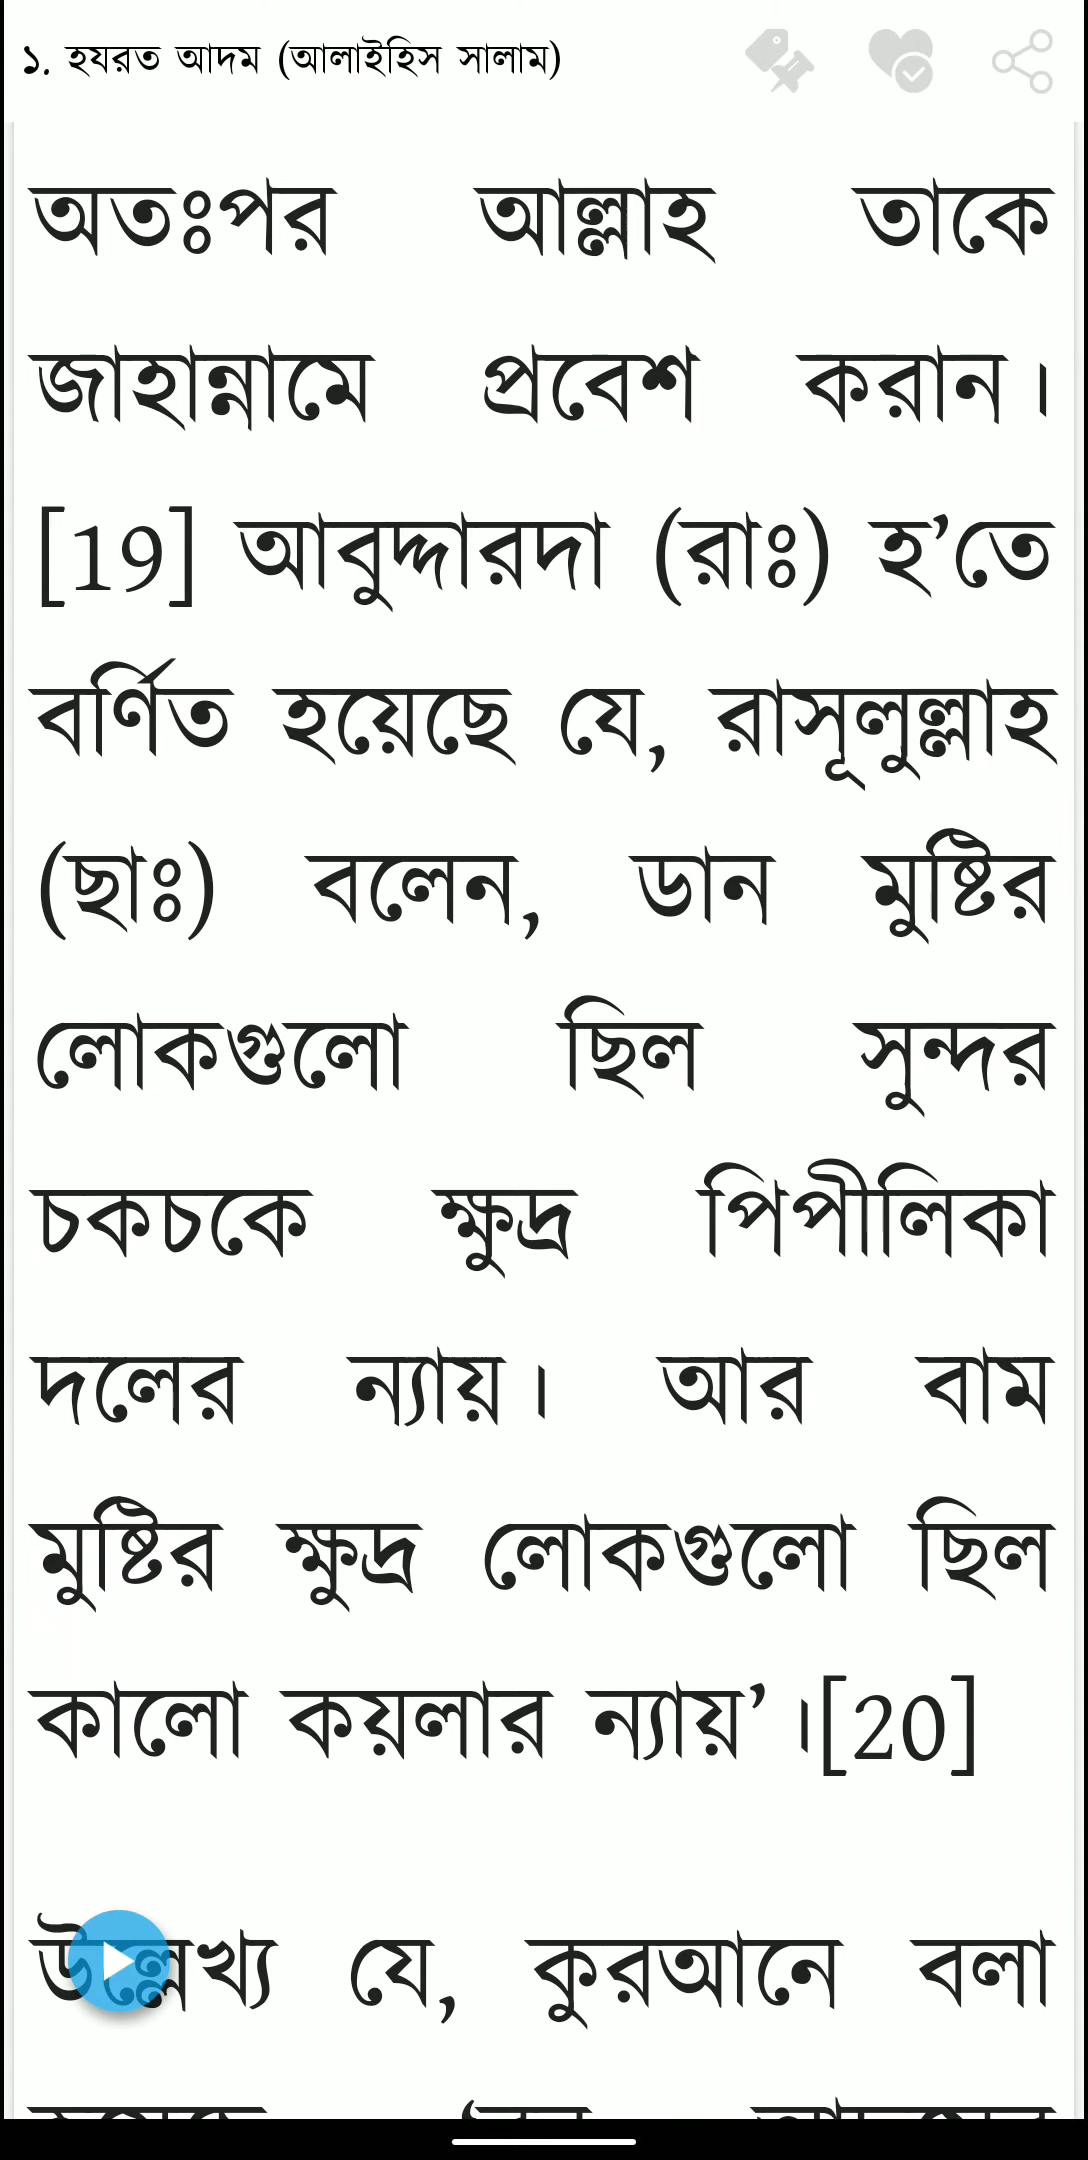 ১. হযরত আদম (আলাইহিস সালাম)
অতঃপর আল্লাহ তাকে
জাহান্নামে প্রবেশ করান।
[19] আবুদ্দারদা (রাঃ) হ’তে
বর্ণিত হয়েছে যে, রাসূলুল্লাহ
(ছাঃ) বলেন, ডান মুষ্টির
লোকগুলো ছিল সুন্দর
চকচকে ক্ষুদ্র পিপীলিকা
দলের ন্যায়। আর বাম
মুষ্টির ক্ষুদ্র লোকগুলো ছিল
কালো কয়লার ন্যায়’।[20]
উল্লেখ্য যে, কুরআনে বলা